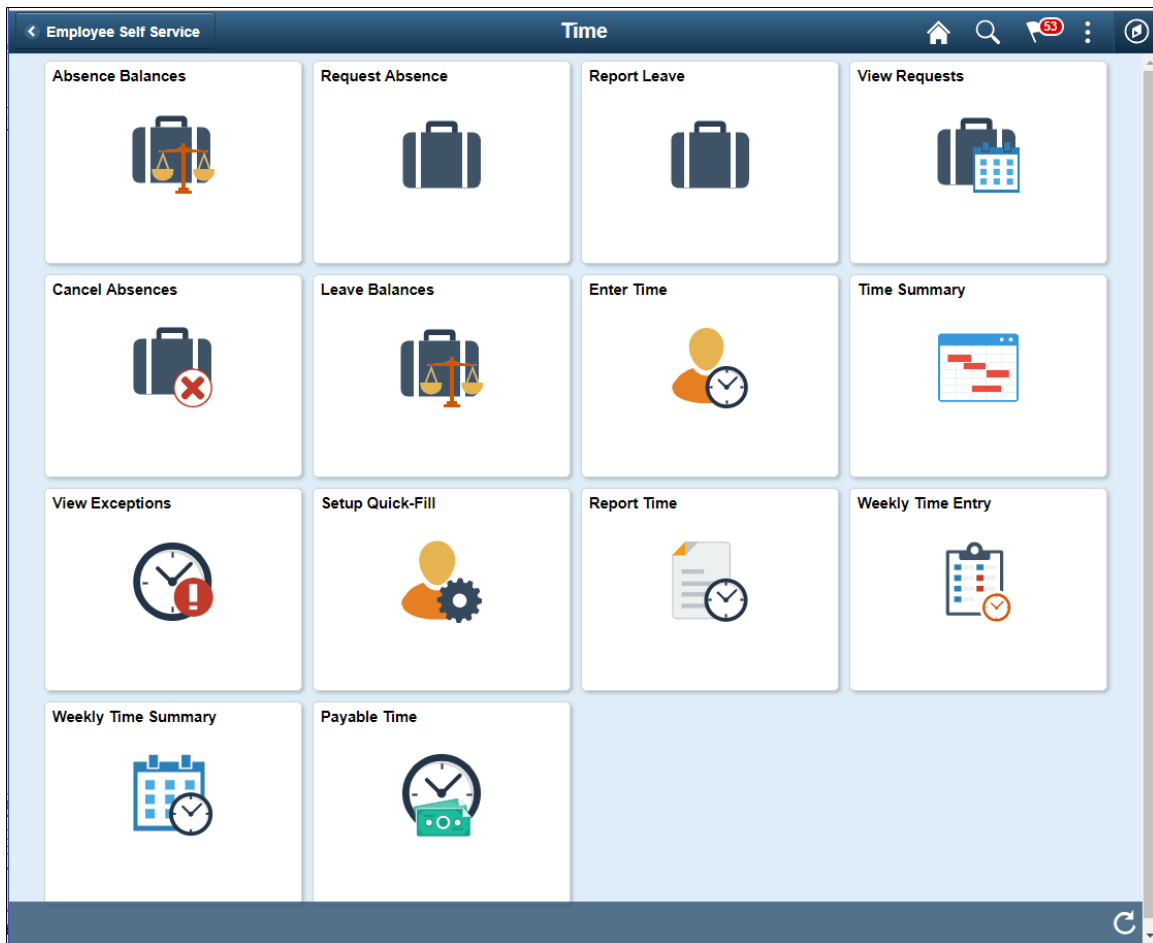 Employee Self Service
Time
53
Absence Balances
Request Absence
Report Leave
View Requests
Cancel Absences
Leave Balances
Enter Time
Time Summary
View Exceptions
Setup Quick-Fill
Report Time
Weekly Time Entry
Weekly Time Summary
Payable Time